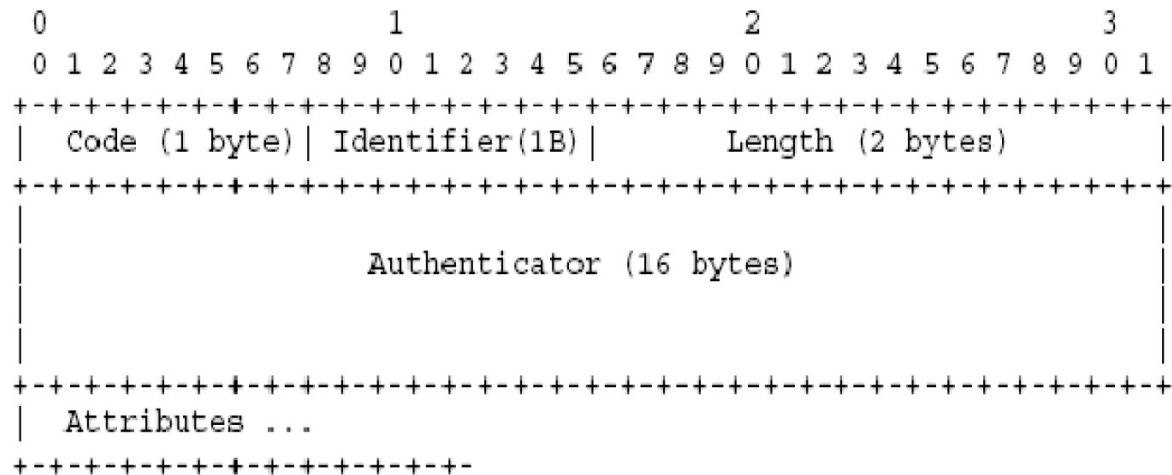 0                   1                   2                   3
0 1 2 3 4 5 6 7 8 9 0 1 2 3 4 5 6 7 8 9 0 1 2 3 4 5 6 7 8 9 0 1
+-+-+-+-+-+-+-+-+-+-+-+-+-+-+-+-+-+-+-+-+-+-+-+-+-+-+-+-+-+-+-+-+
|  Code (1 byte)| Identifier(1B)|       Length (2 bytes)        |
+-+-+-+-+-+-+-+-+-+-+-+-+-+-+-+-+-+-+-+-+-+-+-+-+-+-+-+-+-+-+-+-+
|                                                               |
|                   Authenticator (16 bytes)                    |
|                                                               |
|                                                               |
+-+-+-+-+-+-+-+-+-+-+-+-+-+-+-+-+-+-+-+-+-+-+-+-+-+-+-+-+-+-+-+-+
|  Attributes ...
+-+-+-+-+-+-+-+-+-+-+-+-+-